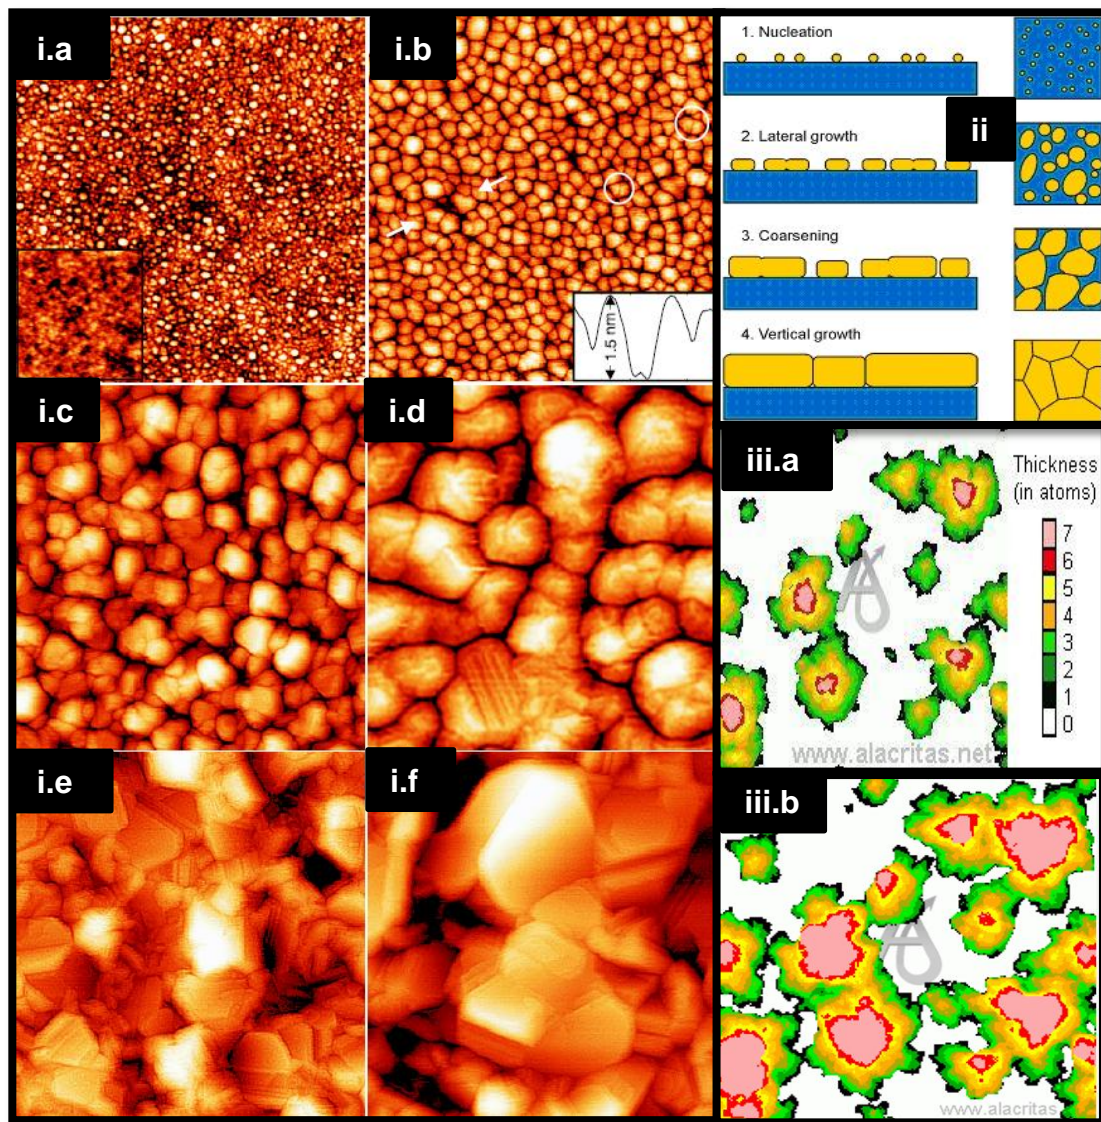 i.a
i.b
1.5 nm
i.c
i.d
i.e
i.f
1. Nucleation
ii
2. Lateral growth
3. Coarsening
4. Vertical growth
iii.a
Thickness
(in atoms)
7
6
5
4
3
2
1
0
www.alacritas.net
iii.b
www.alacritas